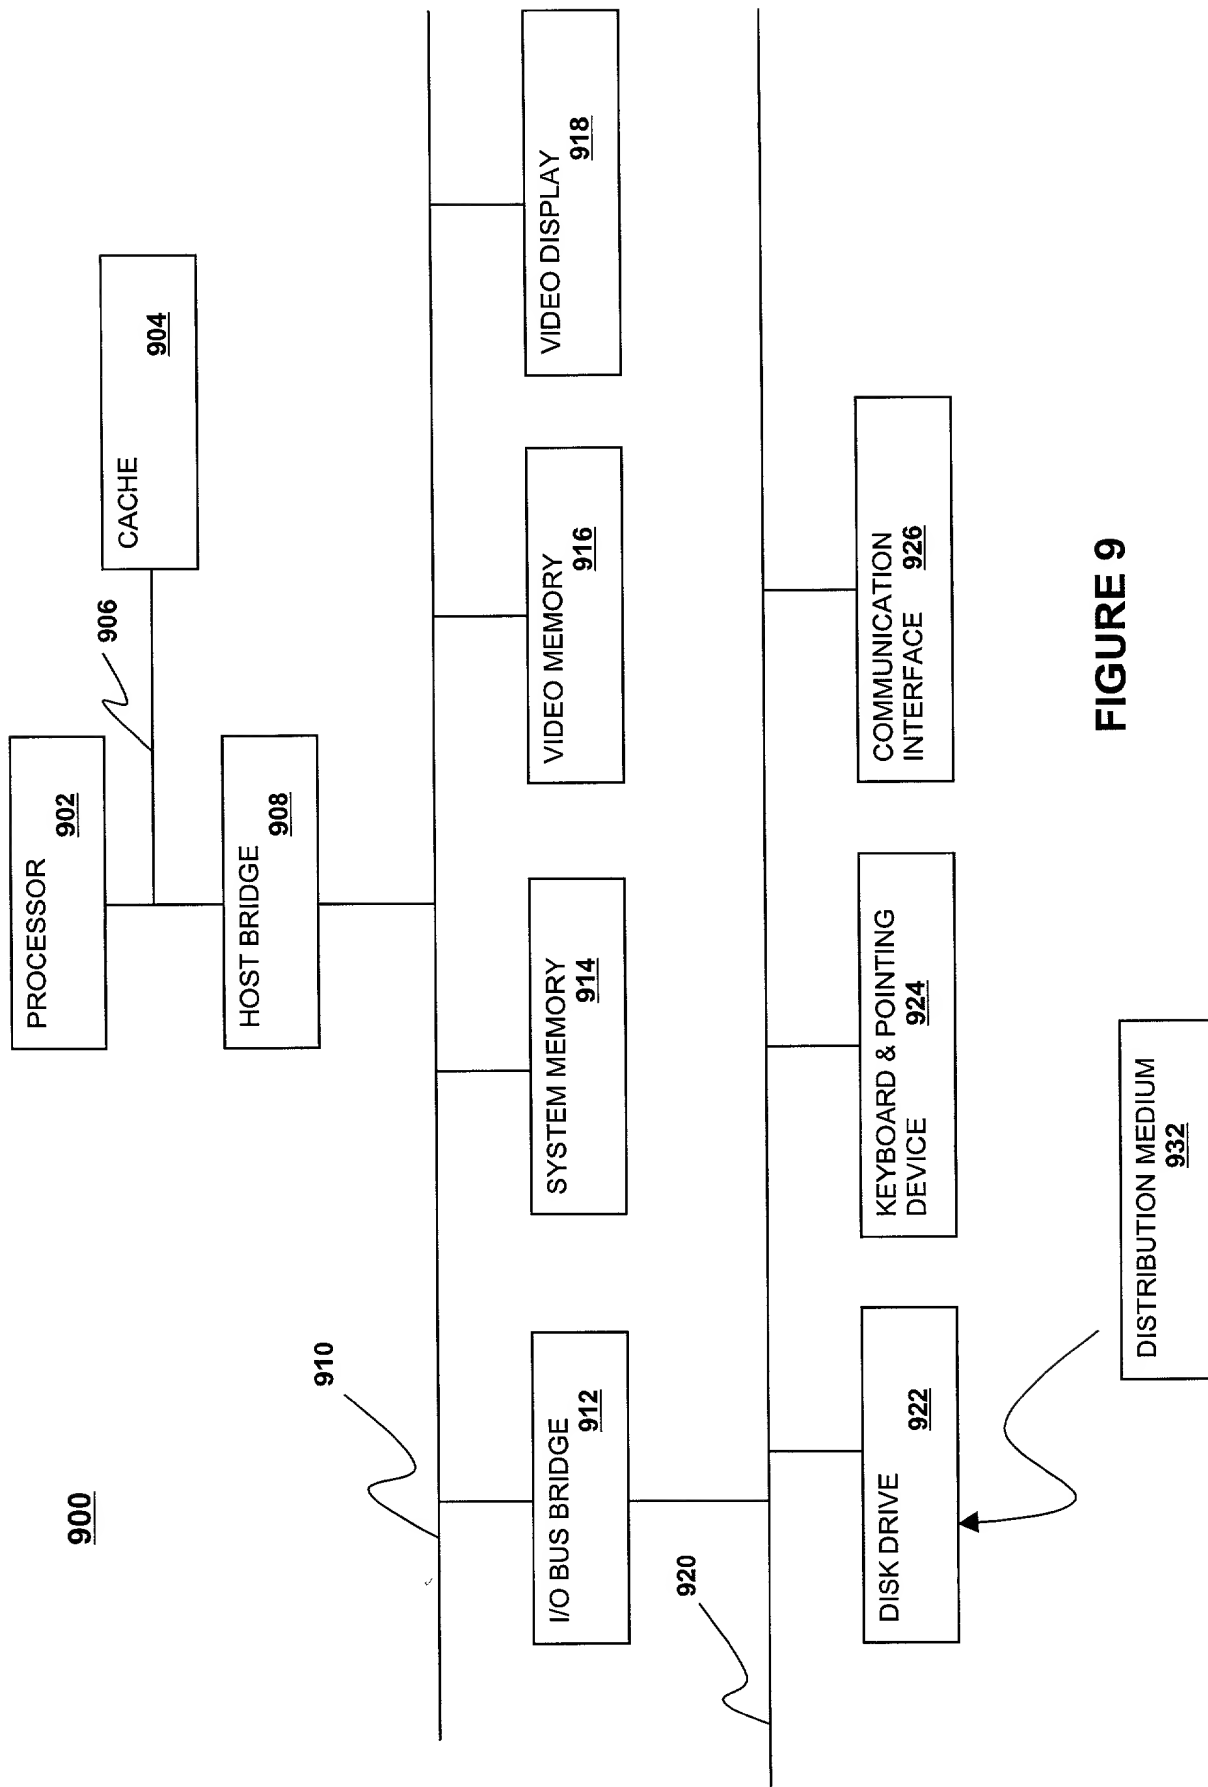 900
PROCESSOR
902
906
CACHE
904
HOST BRIDGE
908
910
I/O BUS BRIDGE
912
SYSTEM MEMORY
914
VIDEO MEMORY
916
VIDEO DISPLAY
918
920
DISK DRIVE
922
KEYBOARD & POINTING
DEVICE 924
COMMUNICATION
INTERFACE 926
DISTRIBUTION MEDIUM
932
FIGURE 9